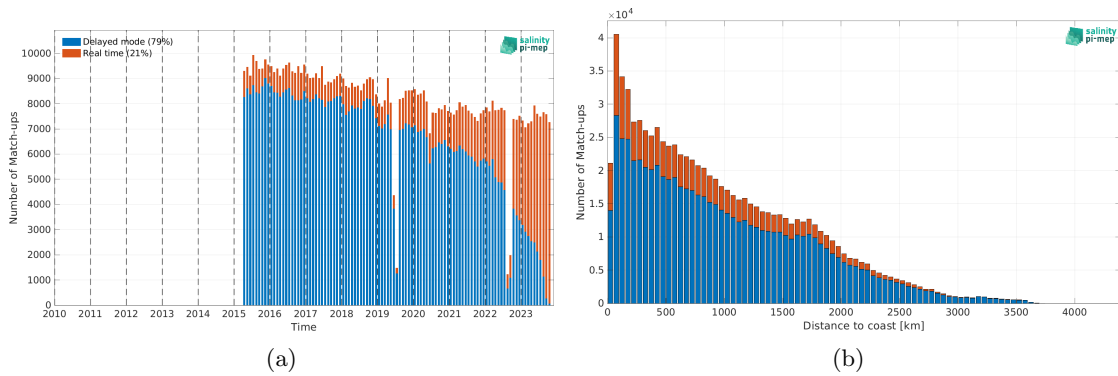 Delayed mode (79%)
Real time (21%)
salinity
pi-mep
Number of Match-ups
10000
9000
8000
7000
6000
5000
4000
3000
2000
1000
0
2010 2011 2012 2013 2014 2015 2016 2017 2018 2019 2020 2021 2022 2023
Time
(a)
×10⁴
salinity
pi-mep
Number of Match-ups
4
3.5
3
2.5
2
1.5
1
0.5
0
0 500 1000 1500 2000 2500 3000 3500 4000
Distance to coast [km]
(b)